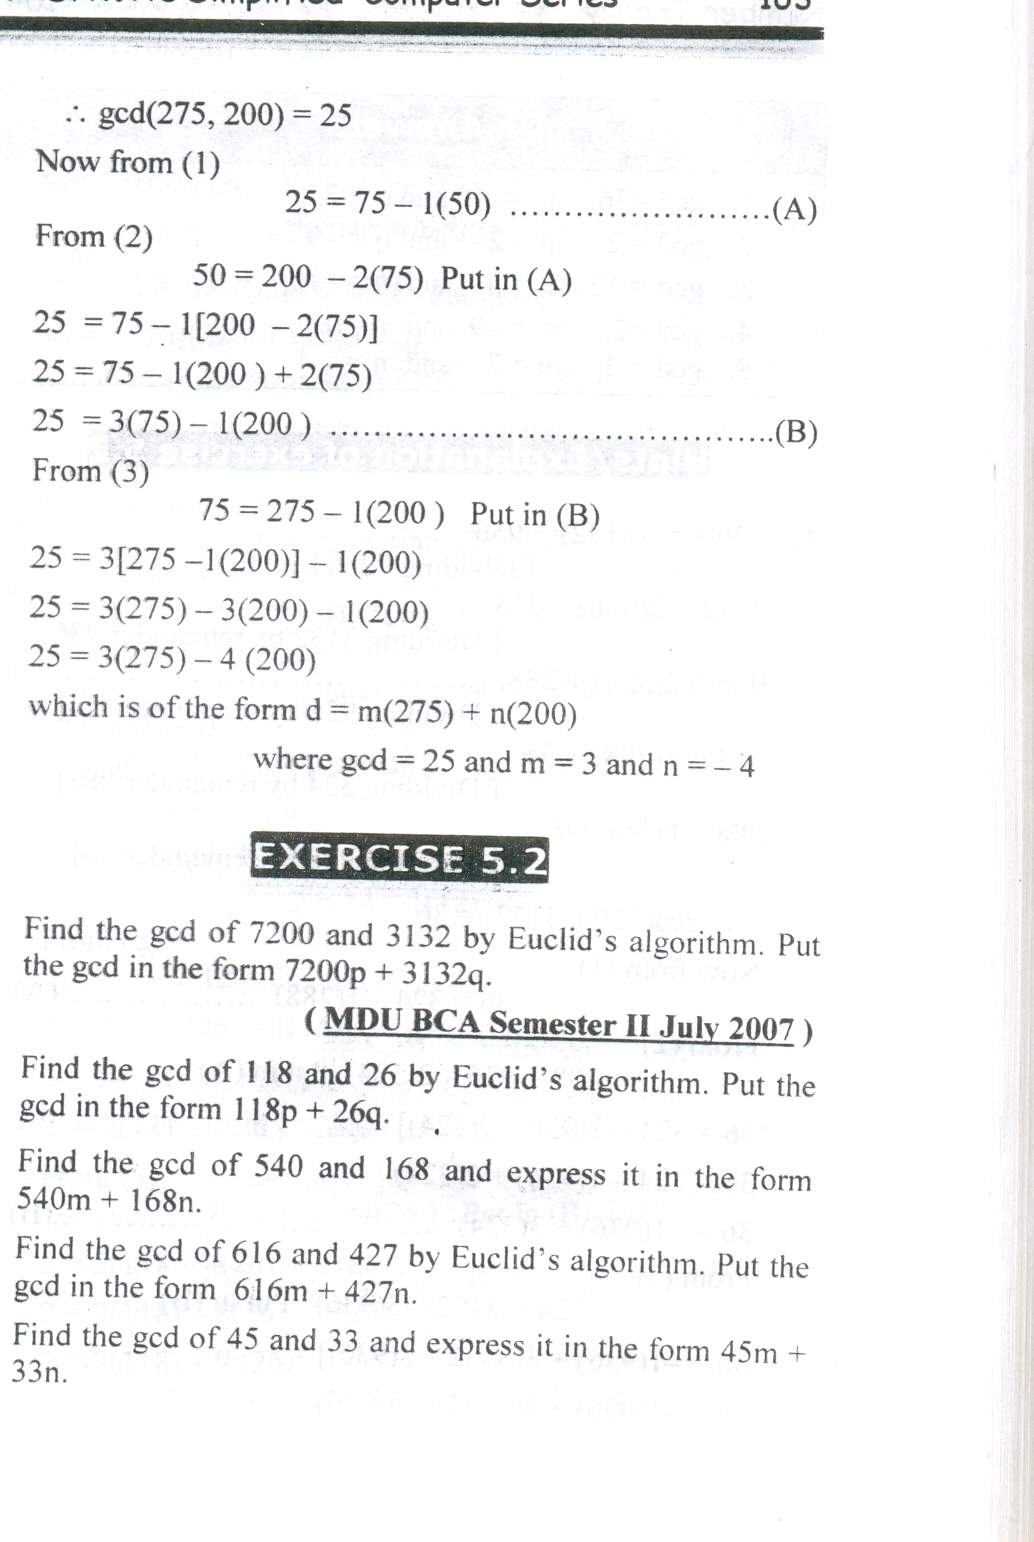 Simplified Computer Series 103
∴ gcd(275, 200) = 25
Now from (1)
25 = 75 – 1(50) ..........................(A)
From (2)
50 = 200 – 2(75) Put in (A)
25 = 75 – 1[200 – 2(75)]
25 = 75 – 1(200 ) + 2(75)
25 = 3(75) – 1(200 ) ..............................................(B)
From (3)
75 = 275 – 1(200 ) Put in (B)
25 = 3[275 –1(200)] – 1(200)
25 = 3(275) – 3(200) – 1(200)
25 = 3(275) – 4 (200)
which is of the form d = m(275) + n(200)
where gcd = 25 and m = 3 and n = – 4
EXERCISE 5.2
Find the gcd of 7200 and 3132 by Euclid's algorithm. Put
the gcd in the form 7200p + 3132q.
( MDU BCA Semester II July 2007 )
Find the gcd of 118 and 26 by Euclid's algorithm. Put the
gcd in the form 118p + 26q.
Find the gcd of 540 and 168 and express it in the form
540m + 168n.
Find the gcd of 616 and 427 by Euclid's algorithm. Put the
gcd in the form 616m + 427n.
Find the gcd of 45 and 33 and express it in the form 45m +
33n.